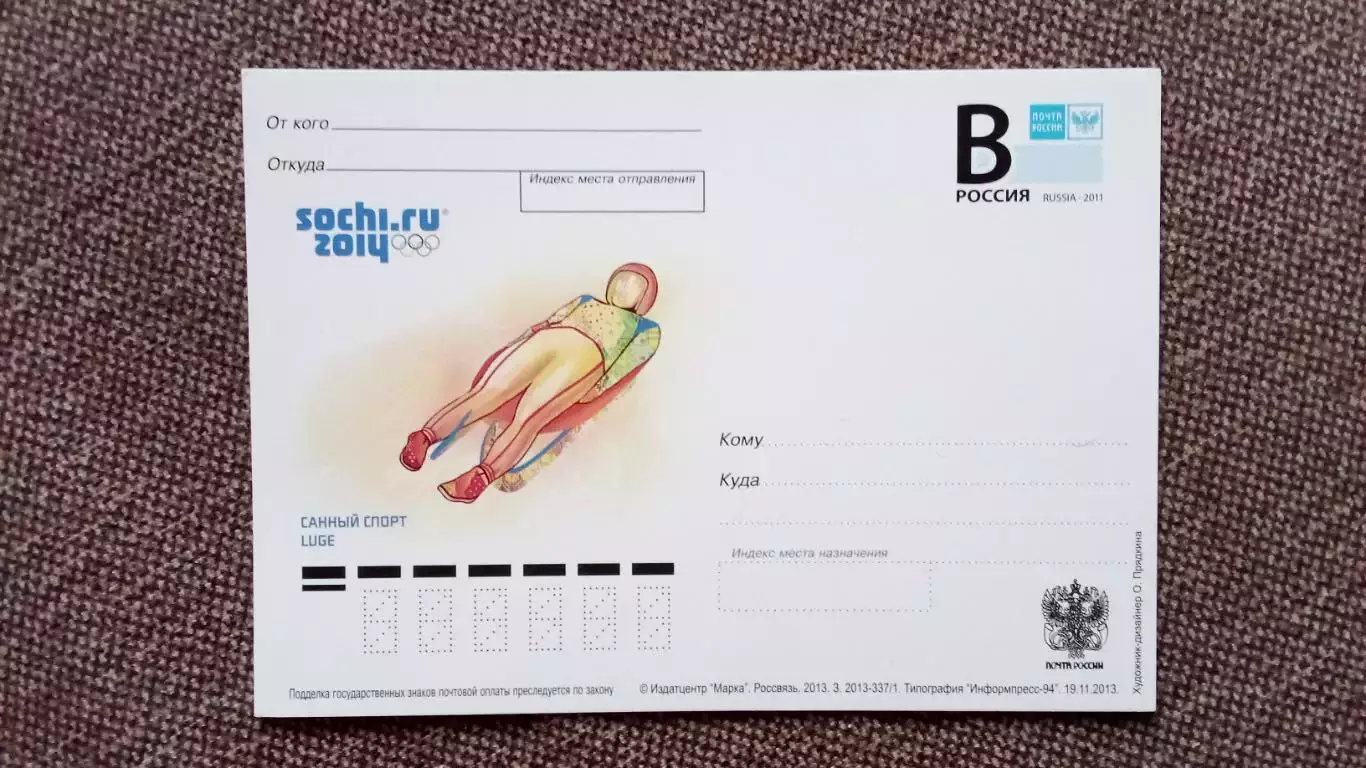 От кого
Откуда
Индекс места отправления
sochi.ru
2014
В
ПОЧТА
РОССИИ
РОССИЯ RUSSIA · 2011
САННЫЙ СПОРТ
LUGE
Кому
Куда
Индекс места назначения
ПОЧТА РОССИИ
Художник-дизайнер О. Прядкина
Подделка государственных знаков почтовой оплаты преследуется по закону
© Издатцентр "Марка". Россвязь. 2013. З. 2013-337/1. Типография "Информпресс-94". 19.11.2013.